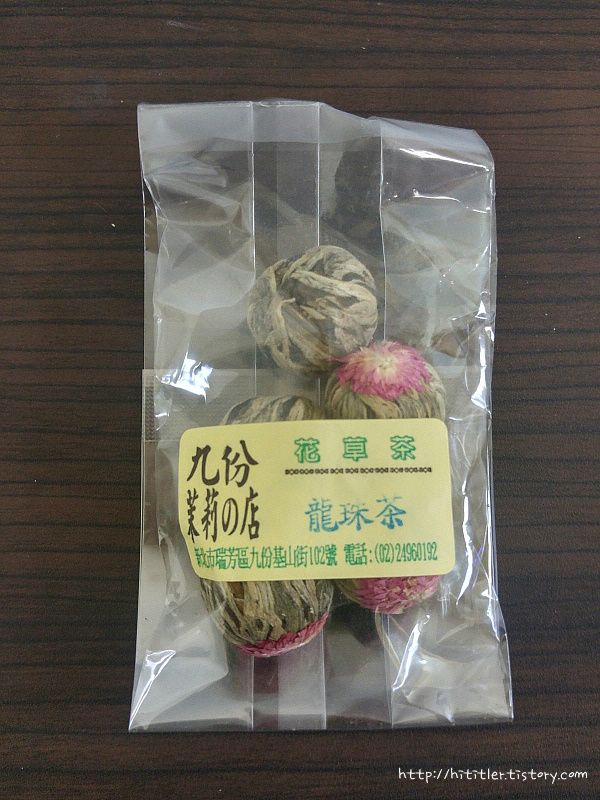 九份
茉莉の店
花草茶
龍珠茶
新北市瑞芳區九份基山街102號 電話:(02)24960192
http://hititler.tistory.com/